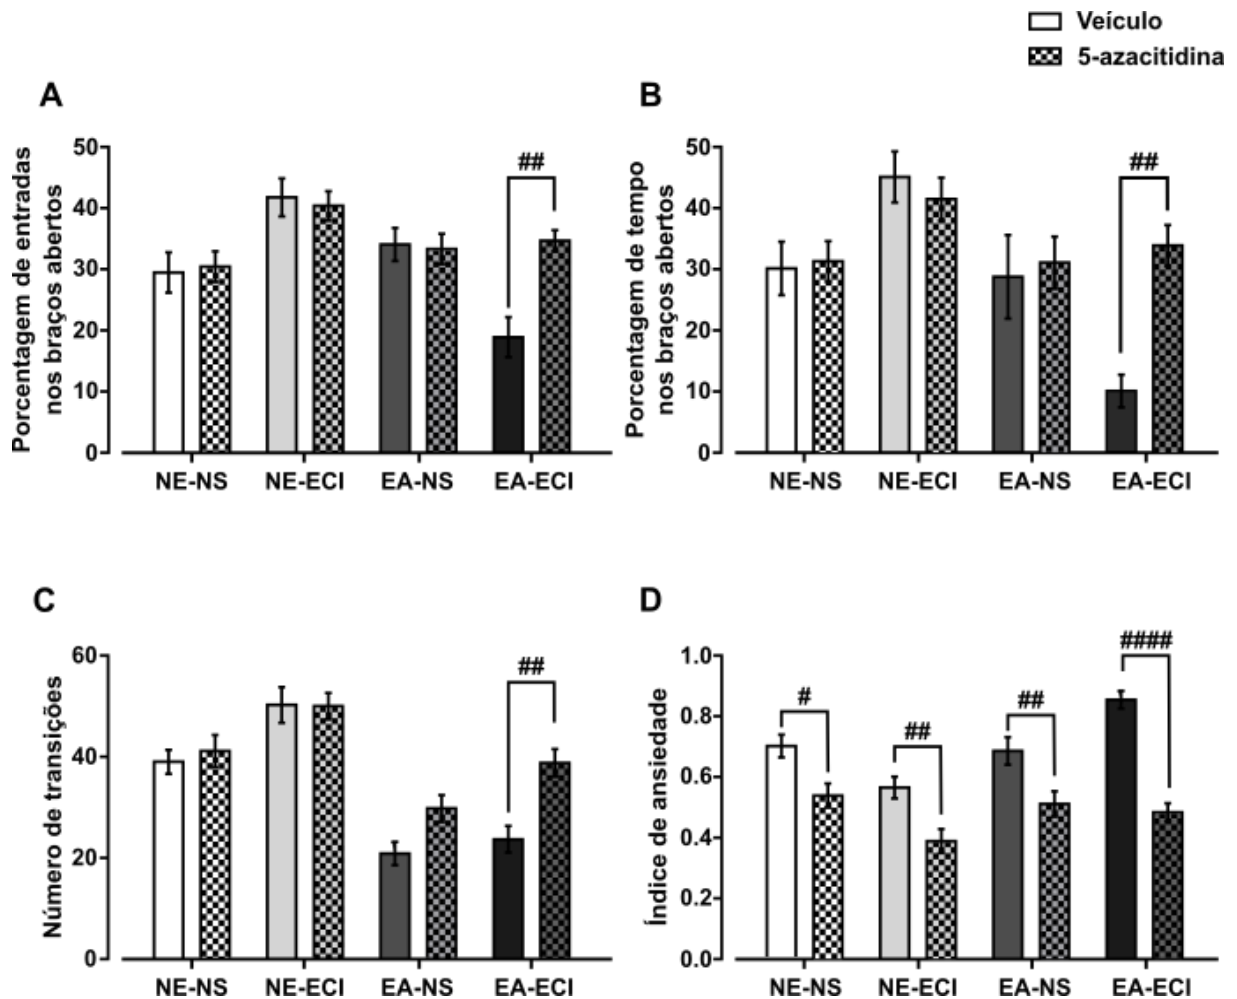 Veículo
5-azacitidina
A
Porcentagem de entradas
nos braços abertos
50
40
30
20
10
0
##
NE-NS NE-ECI EA-NS EA-ECI
B
Porcentagem de tempo
nos braços abertos
50
40
30
20
10
0
##
NE-NS NE-ECI EA-NS EA-ECI
C
Número de transições
60
40
20
0
##
NE-NS NE-ECI EA-NS EA-ECI
D
Índice de ansiedade
1.0
0.8
0.6
0.4
0.2
0.0
# ## ## ####
NE-NS NE-ECI EA-NS EA-ECI